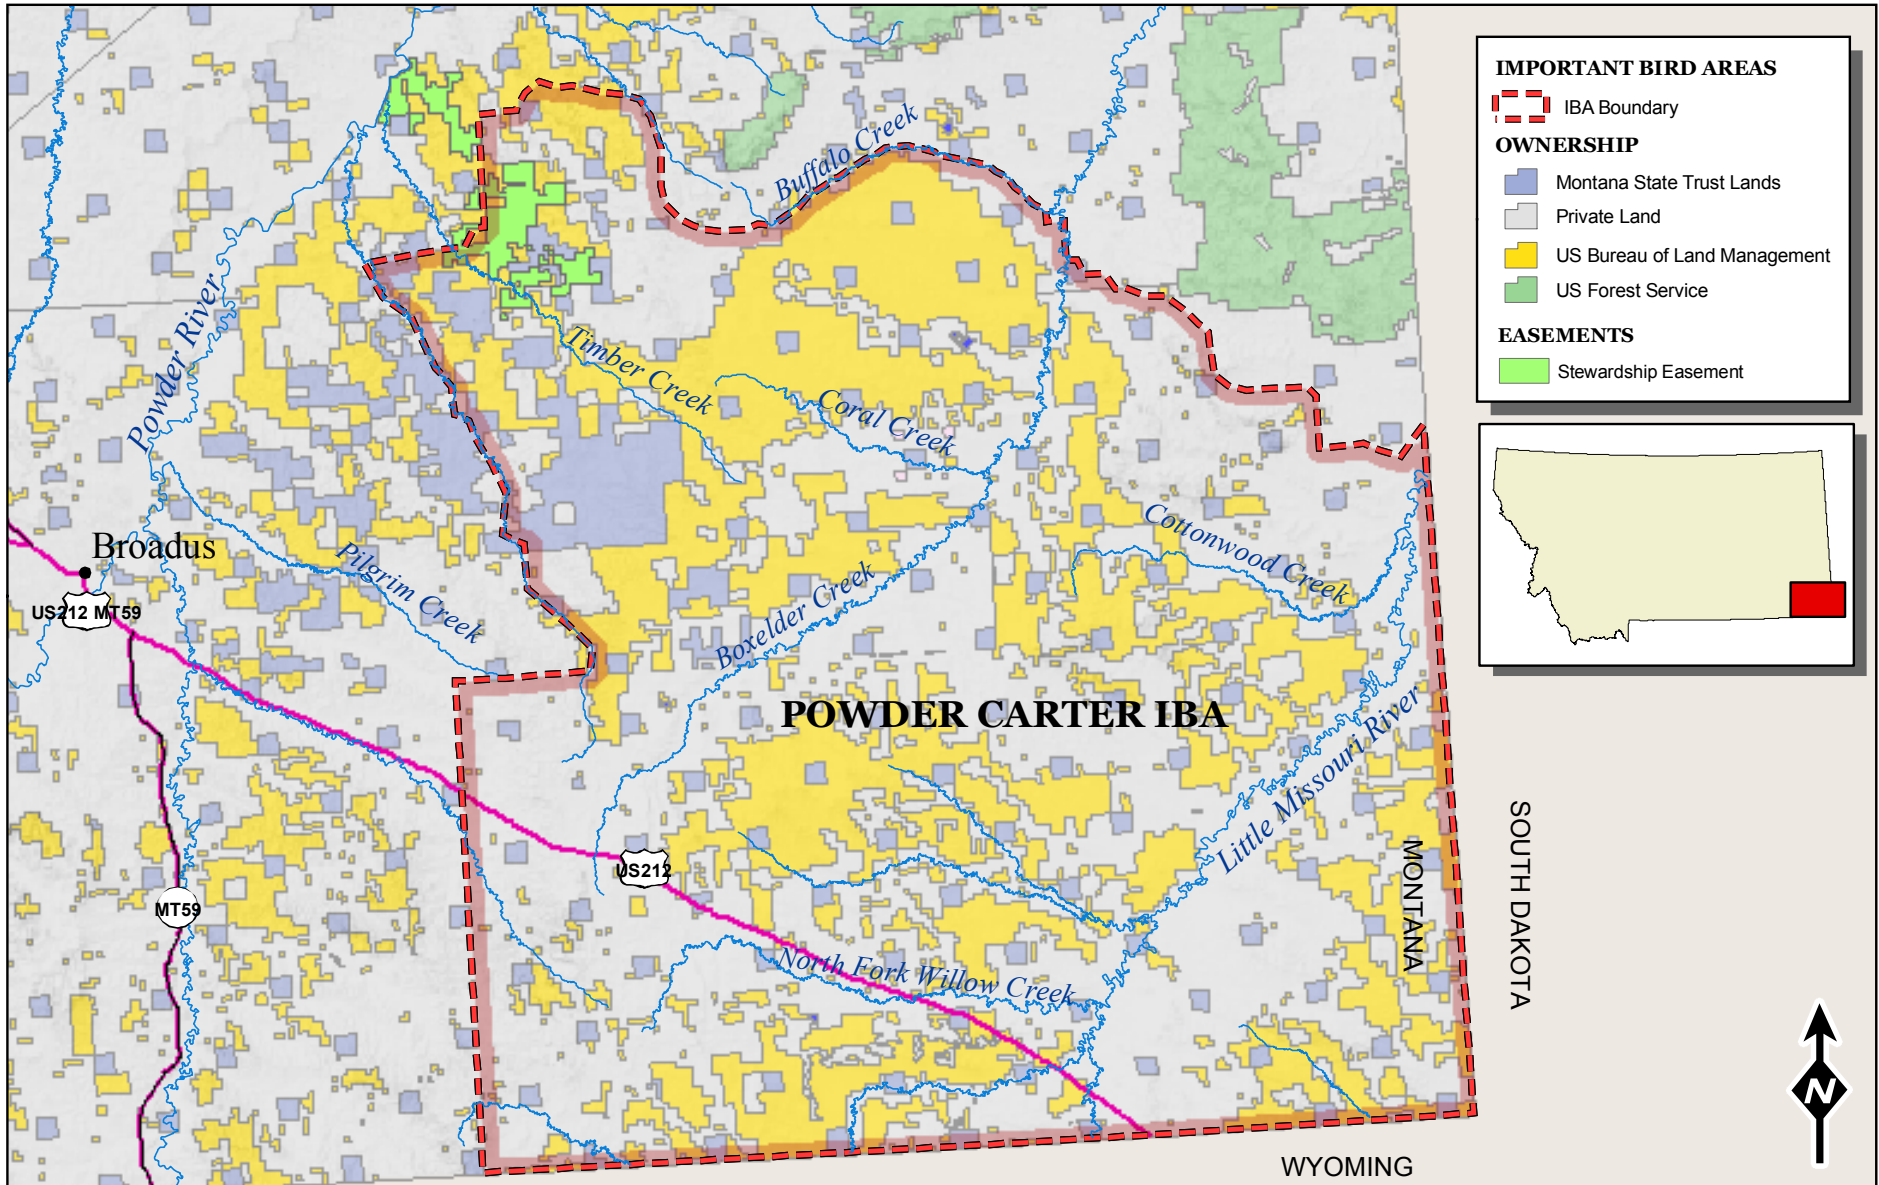 IMPORTANT BIRD AREAS
IBA Boundary
OWNERSHIP
Montana State Trust Lands
Private Land
US Bureau of Land Management
US Forest Service
EASEMENTS
Stewardship Easement
Buffalo Creek
Powder River
Timber Creek
Coral Creek
Cottonwood Creek
Broadus
Pilgrim Creek
US212 MT59
Boxelder Creek
POWDER CARTER IBA
Little Missouri River
MONTANA
SOUTH DAKOTA
US212
MT59
North Fork Willow Creek
WYOMING
N